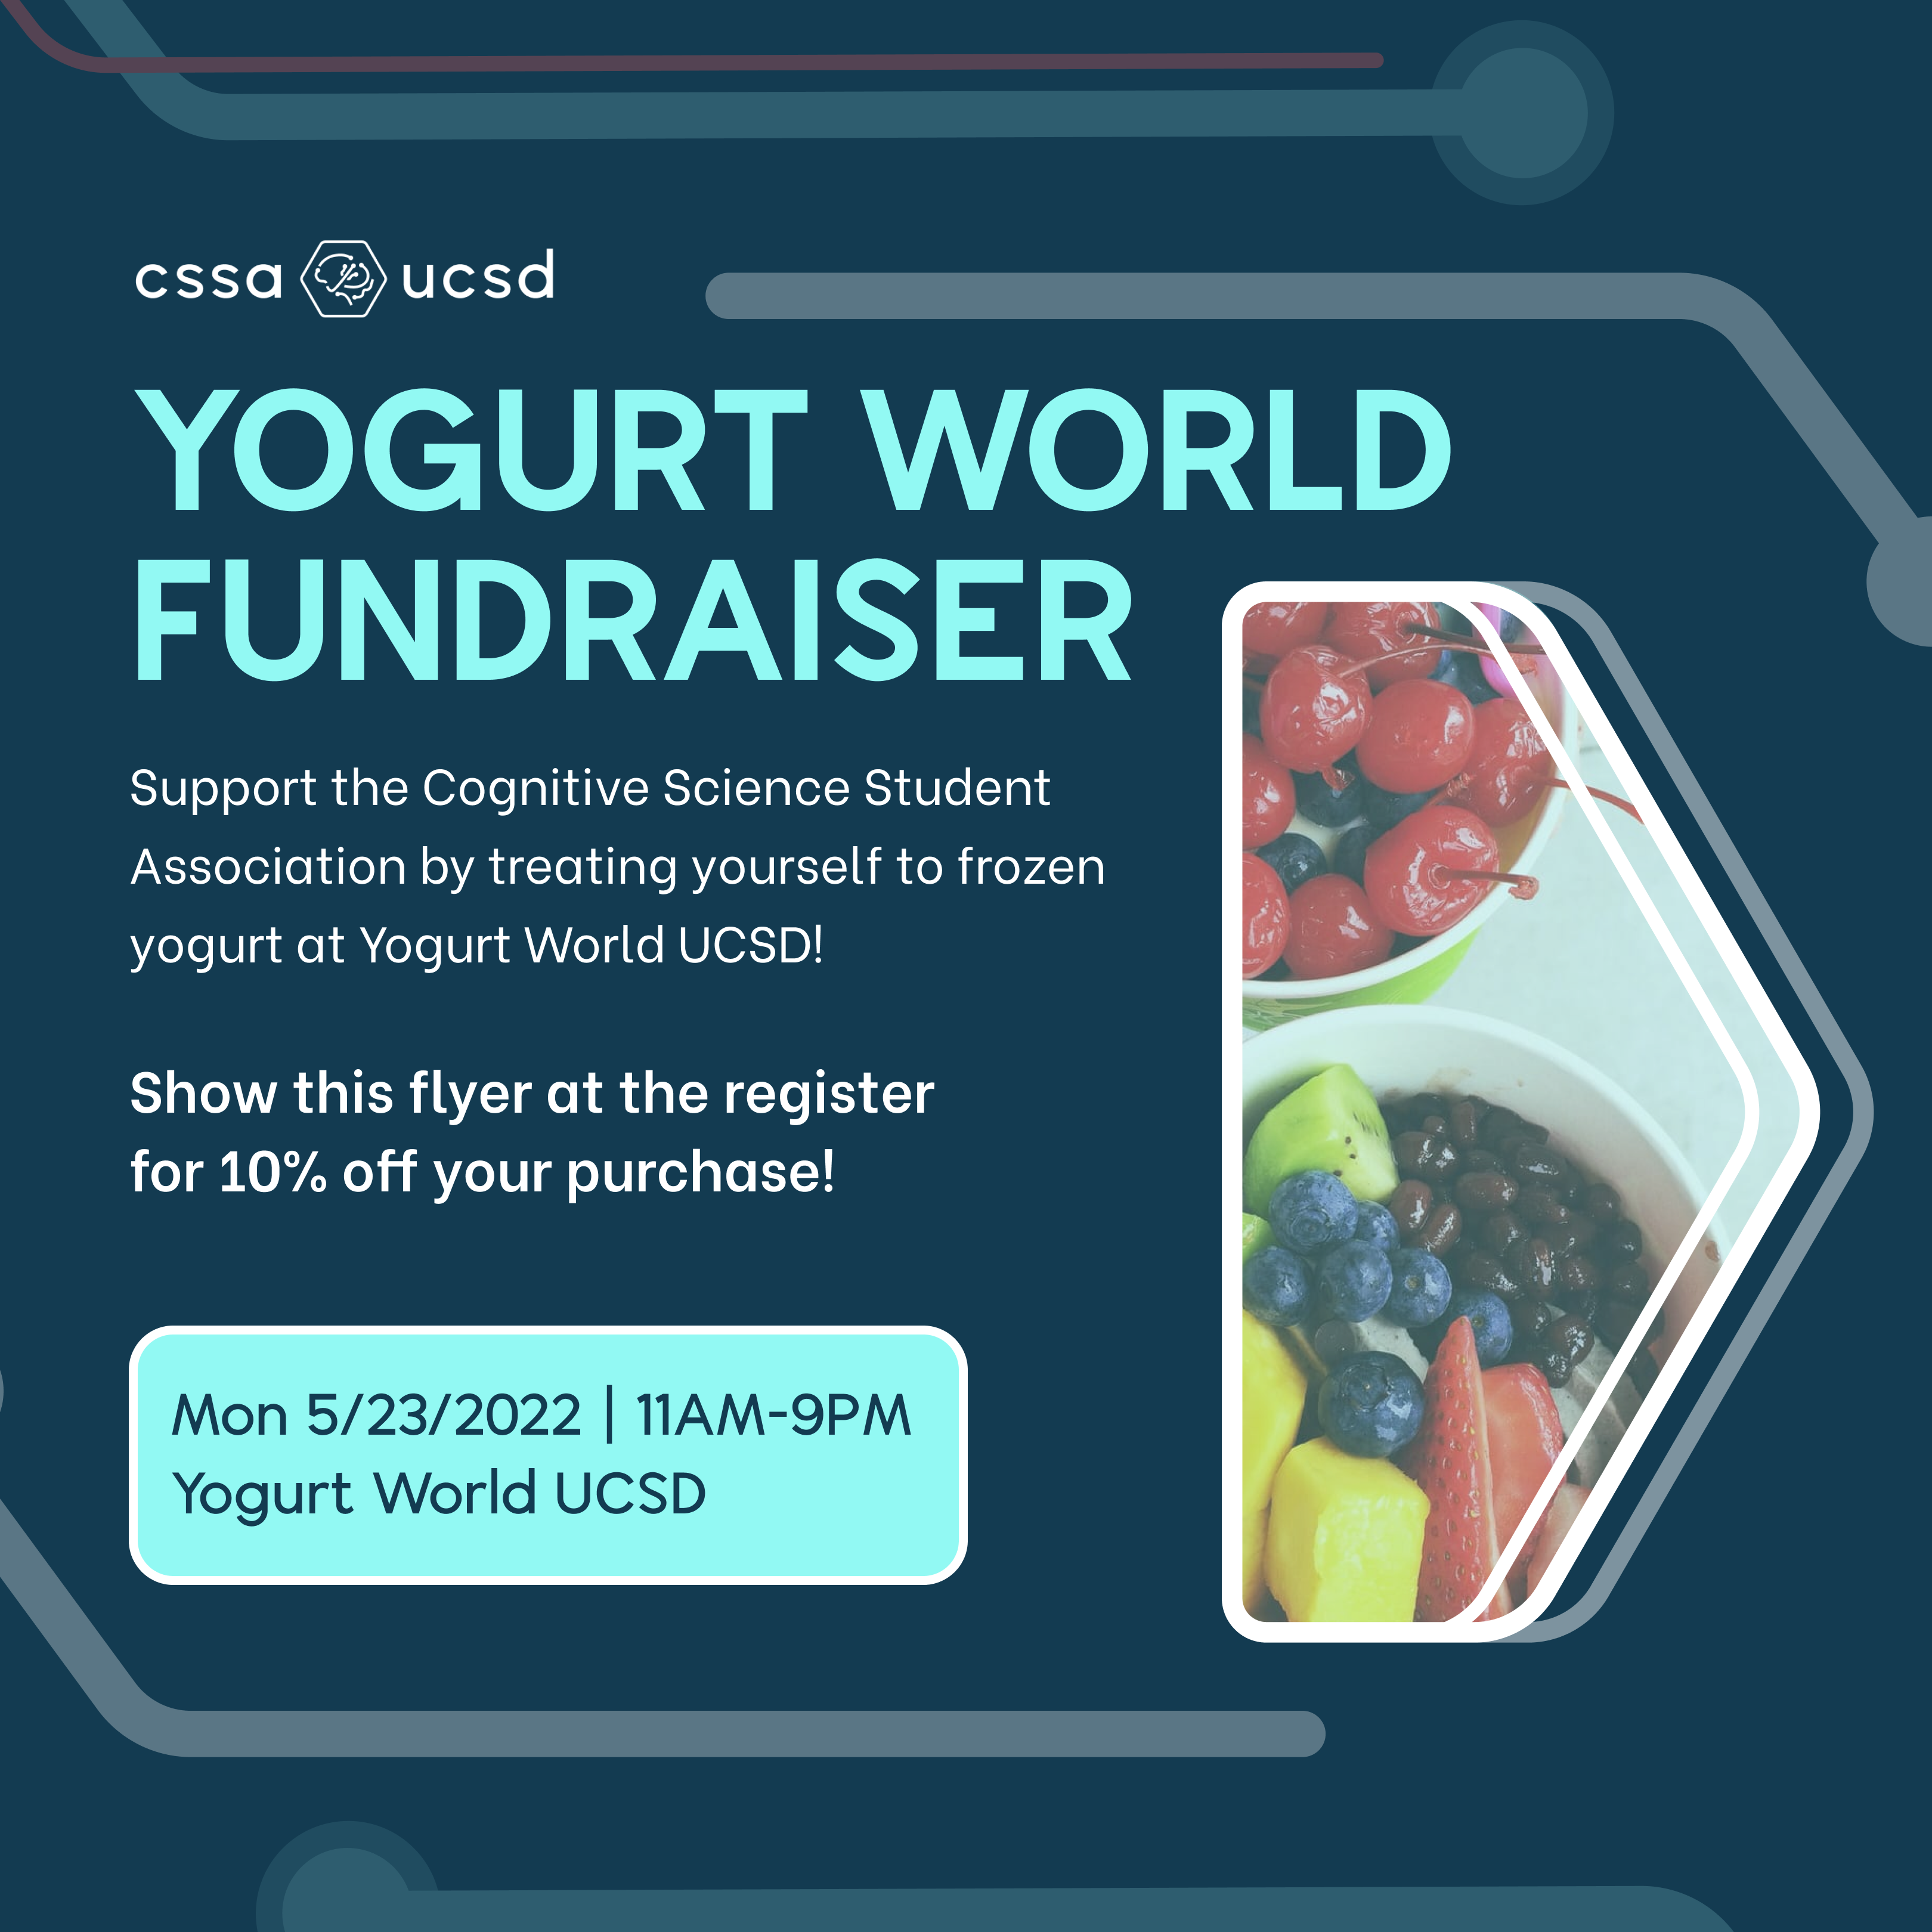 cssa ucsd
YOGURT WORLD
FUNDRAISER
Support the Cognitive Science Student
Association by treating yourself to frozen
yogurt at Yogurt World UCSD!
Show this flyer at the register
for 10% off your purchase!
Mon 5/23/2022 | 11AM-9PM
Yogurt World UCSD